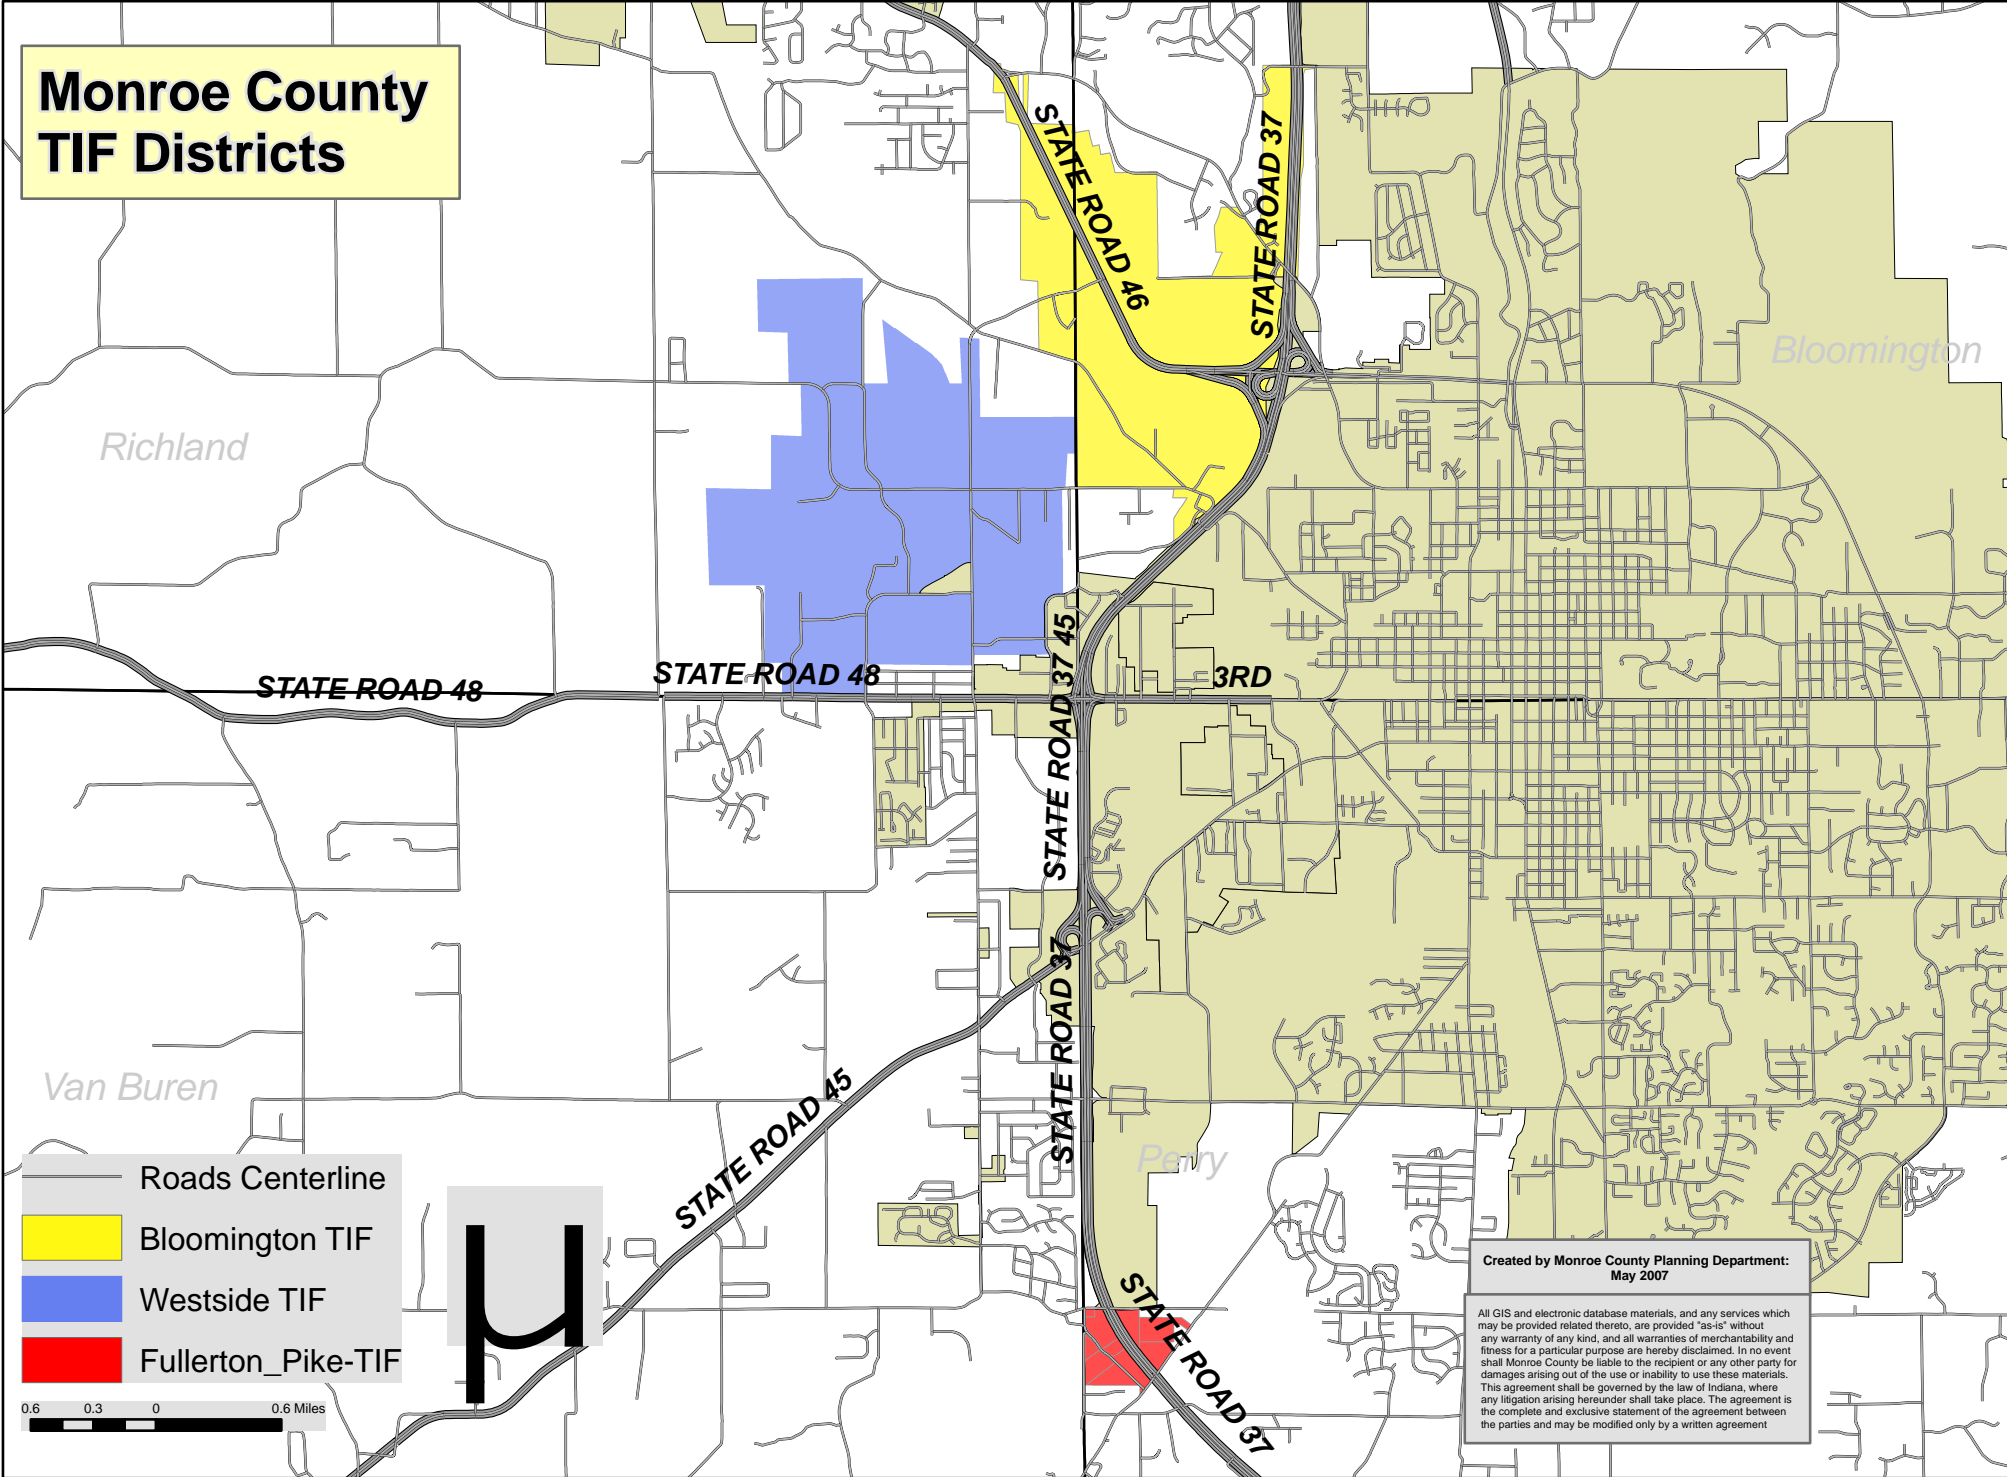 Monroe County
TIF Districts
STATE ROAD 46
STATE ROAD 37
Bloomington
Richland
STATE ROAD 48
STATE ROAD 48
STATE ROAD 37 45
3RD
STATE ROAD 37
Van Buren
STATE ROAD 45
Perry
STATE ROAD 37
Roads Centerline
Bloomington TIF
Westside TIF
Fullerton_Pike-TIF
µ
0.6 0.3 0 0.6 Miles
Created by Monroe County Planning Department:
May 2007
All GIS and electronic database materials, and any services which
may be provided related thereto, are provided "as-is" without
any warranty of any kind, and all warranties of merchantability and
fitness for a particular purpose are hereby disclaimed. In no event
shall Monroe County be liable to the recipient or any other party for
damages arising out of the use or inability to use these materials.
This agreement shall be governed by the law of Indiana, where
any litigation arising hereunder shall take place. The agreement is
the complete and exclusive statement of the agreement between
the parties and may be modified only by a written agreement